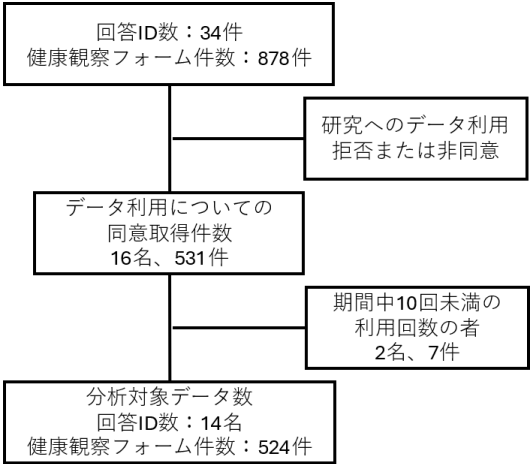 回答ID数：34件
健康観察フォーム件数：878件
研究へのデータ利用
拒否または非同意
データ利用についての
同意取得件数
16名、531件
期間中10回未満の
利用回数の者
2名、7件
分析対象データ数
回答ID数：14名
健康観察フォーム件数：524件